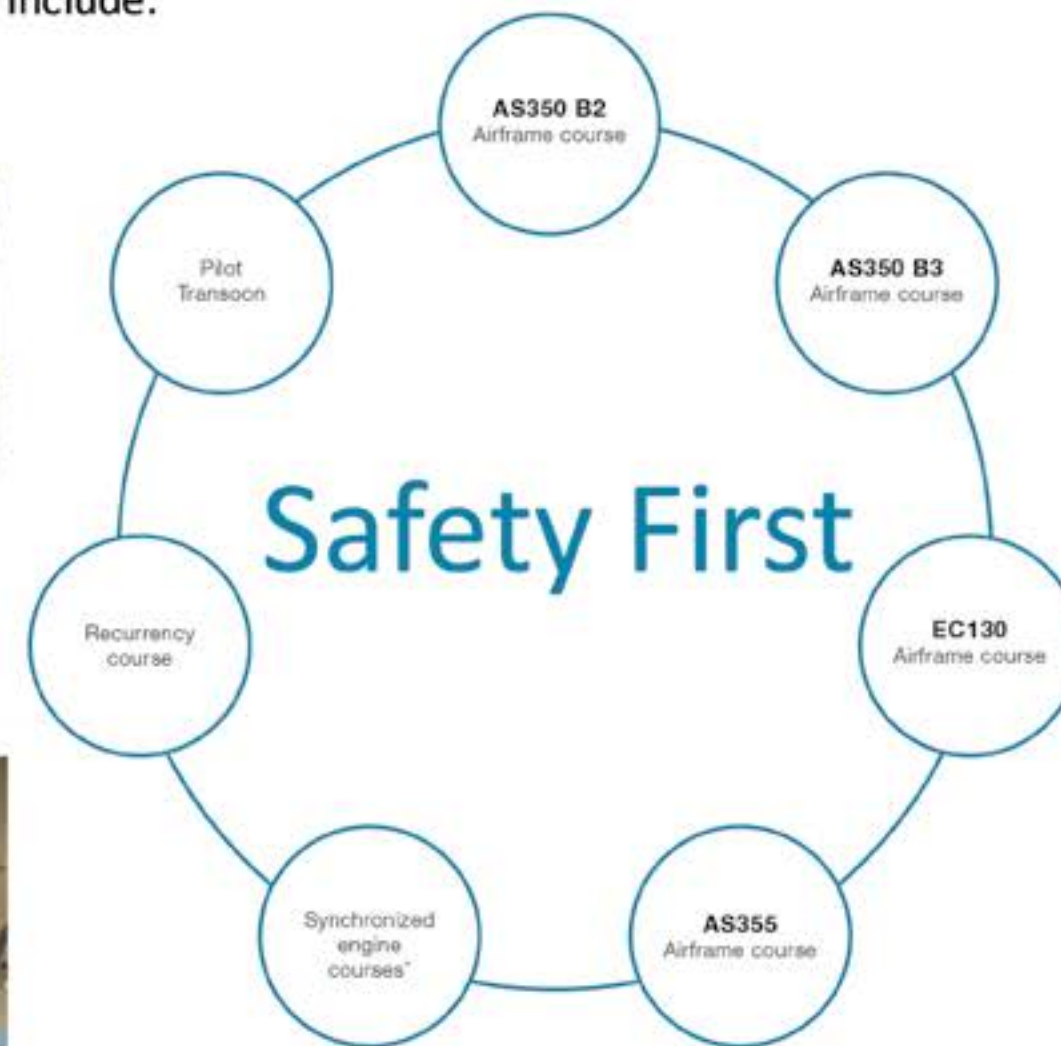 include:
AS350 B2
Airframe course
AS350 B3
Airframe course
EC130
Airframe course
AS355
Airframe course
Synchronized
engine
courses*
Recurrency
course
Pilot
Transoon
Safety First